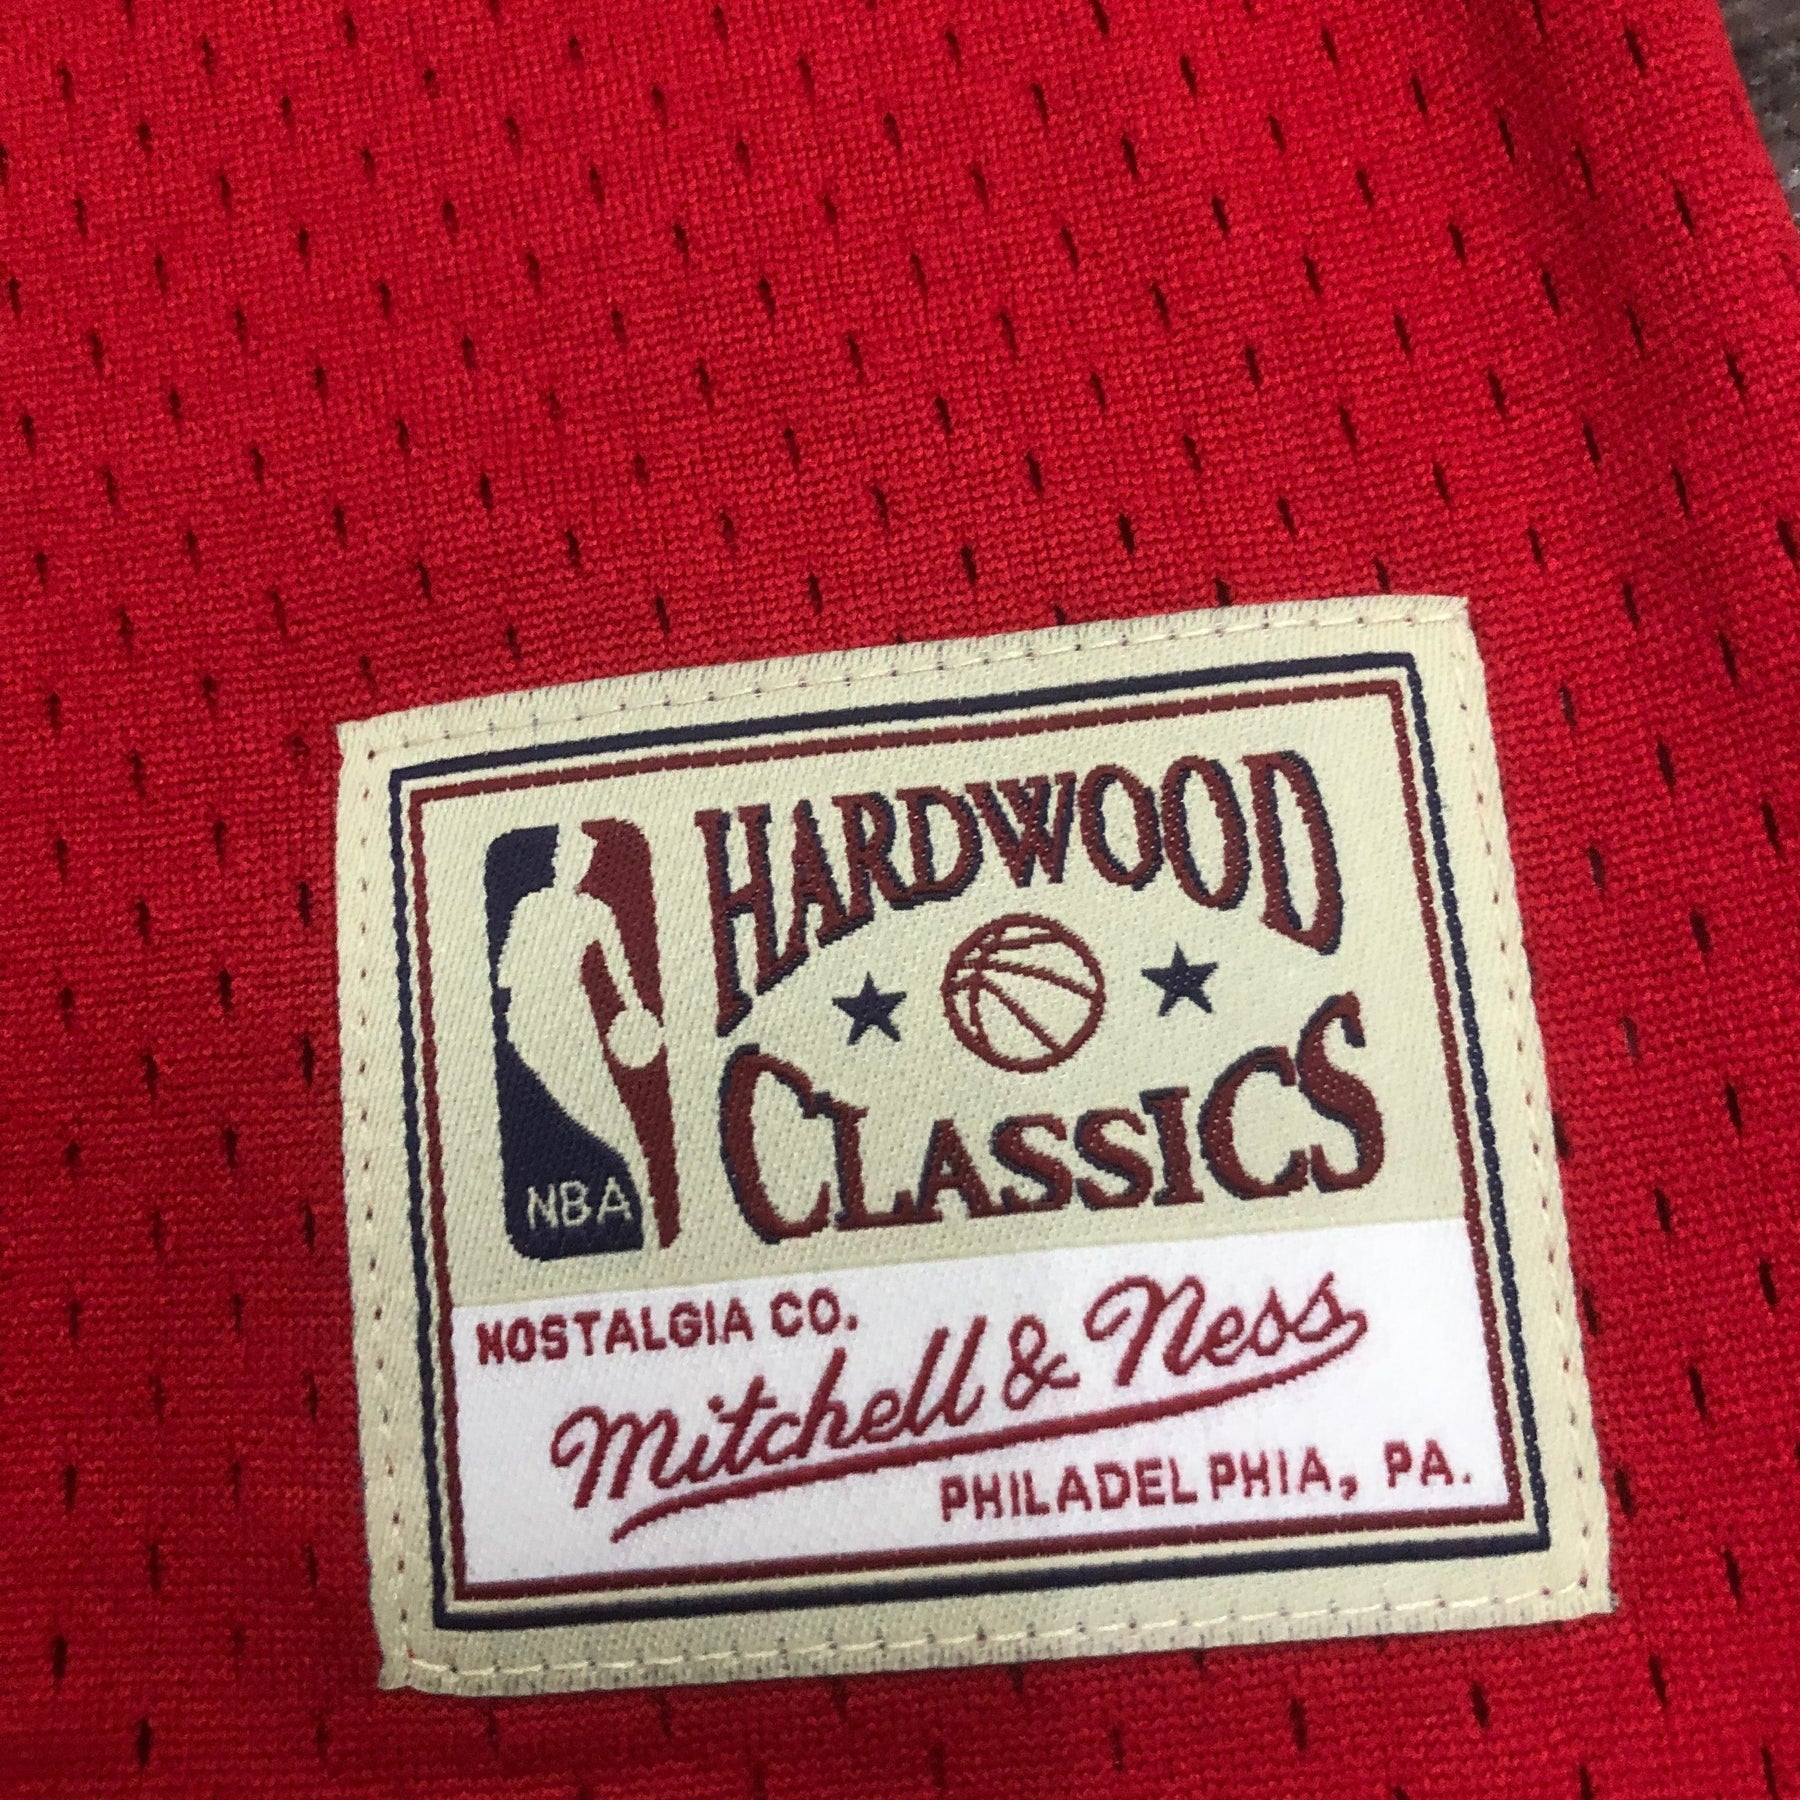 HARDWOOD
CLASSICS
NBA
NOSTALGIA CO.
Mitchell & Ness
PHILADELPHIA, PA.